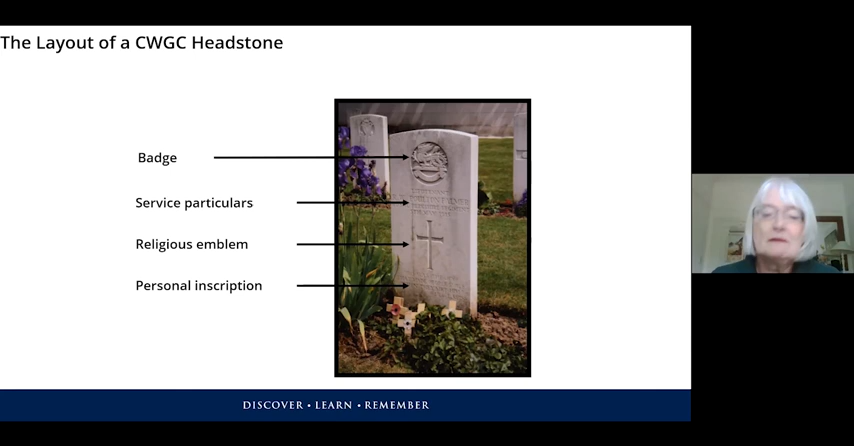 The Layout of a CWGC Headstone
Badge
Service particulars
Religious emblem
Personal inscription
DISCOVER • LEARN • REMEMBER